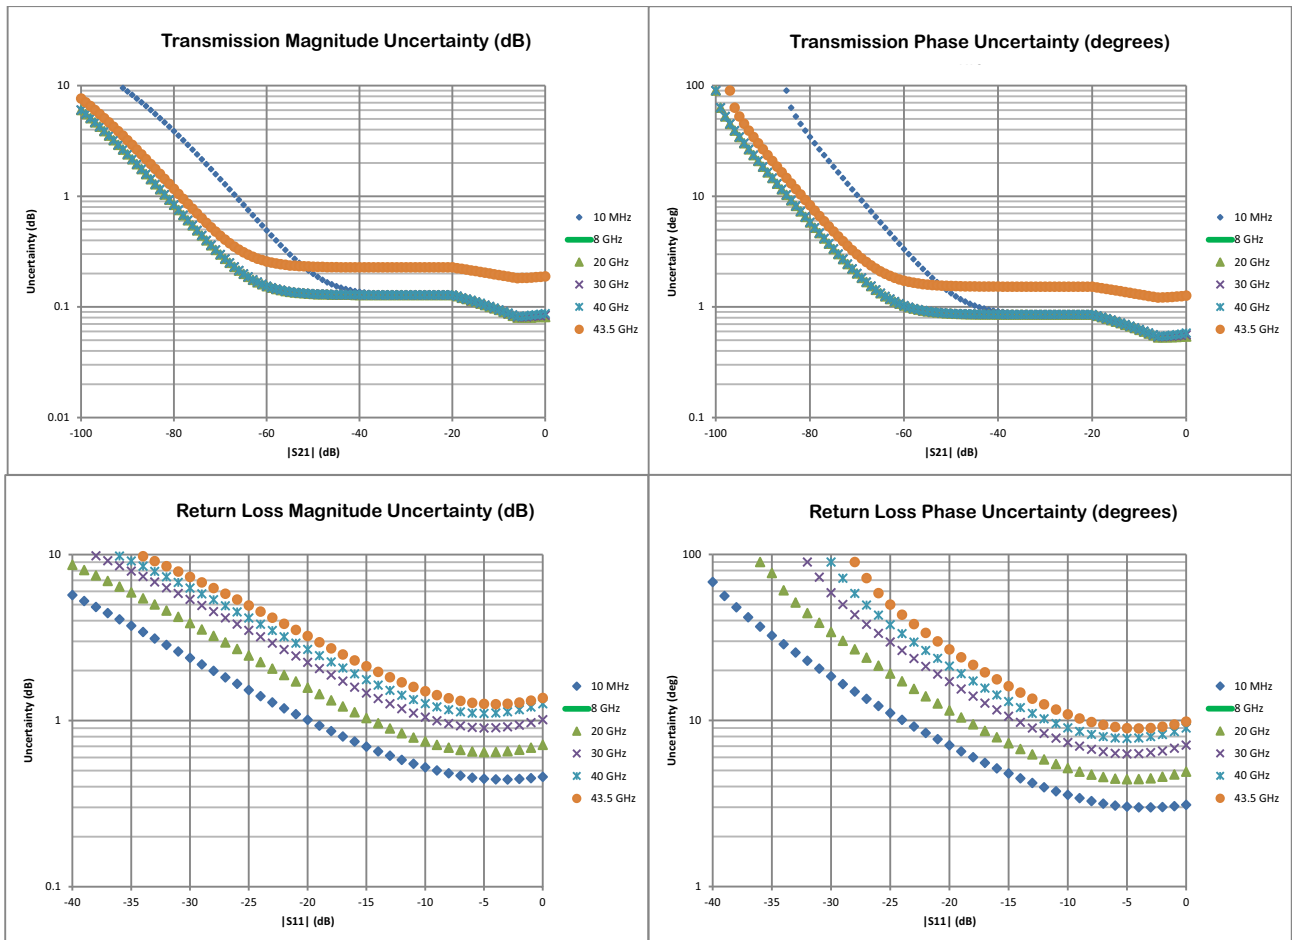 Transmission Magnitude Uncertainty (dB)
10
1
0.1
0.01
Uncertainty (dB)
-100
-80
-60
-40
-20
0
|S21| (dB)
10 MHz
8 GHz
20 GHz
30 GHz
40 GHz
43.5 GHz
Transmission Phase Uncertainty (degrees)
100
10
1
0.1
Uncertainty (deg)
-100
-80
-60
-40
-20
0
|S21| (dB)
10 MHz
8 GHz
20 GHz
30 GHz
40 GHz
43.5 GHz
Return Loss Magnitude Uncertainty (dB)
10
1
0.1
Uncertainty (dB)
-40
-35
-30
-25
-20
-15
-10
-5
0
|S11| (dB)
10 MHz
8 GHz
20 GHz
30 GHz
40 GHz
43.5 GHz
Return Loss Phase Uncertainty (degrees)
100
10
1
Uncertainty (deg)
-40
-35
-30
-25
-20
-15
-10
-5
0
|S11| (dB)
10 MHz
8 GHz
20 GHz
30 GHz
40 GHz
43.5 GHz